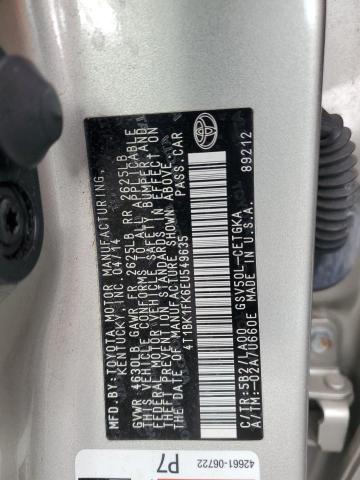 MFD. BY:TOYOTA MOTOR MANUFACTURING,
KENTUCKY, INC. 04/14
GVWR 4630LB GAWR FR 2625LB RR 2625LB
THIS VEHICLE CONFORMS TO ALL APPLICABLE
FEDERAL MOTOR VEHICLE SAFETY, BUMPER, AND
THEFT PREVENTION STANDARDS IN EFFECT ON
THE DATE OF MANUFACTURE SHOWN ABOVE.
4T1BK1FK6EU549635 PASS.CAR
C/TR:5B2/LA00 GSV50L-CETGKA
A/TM:-02A/U660E MADE IN U.S.A. 89212
TOYOTA
42661-06722
P7